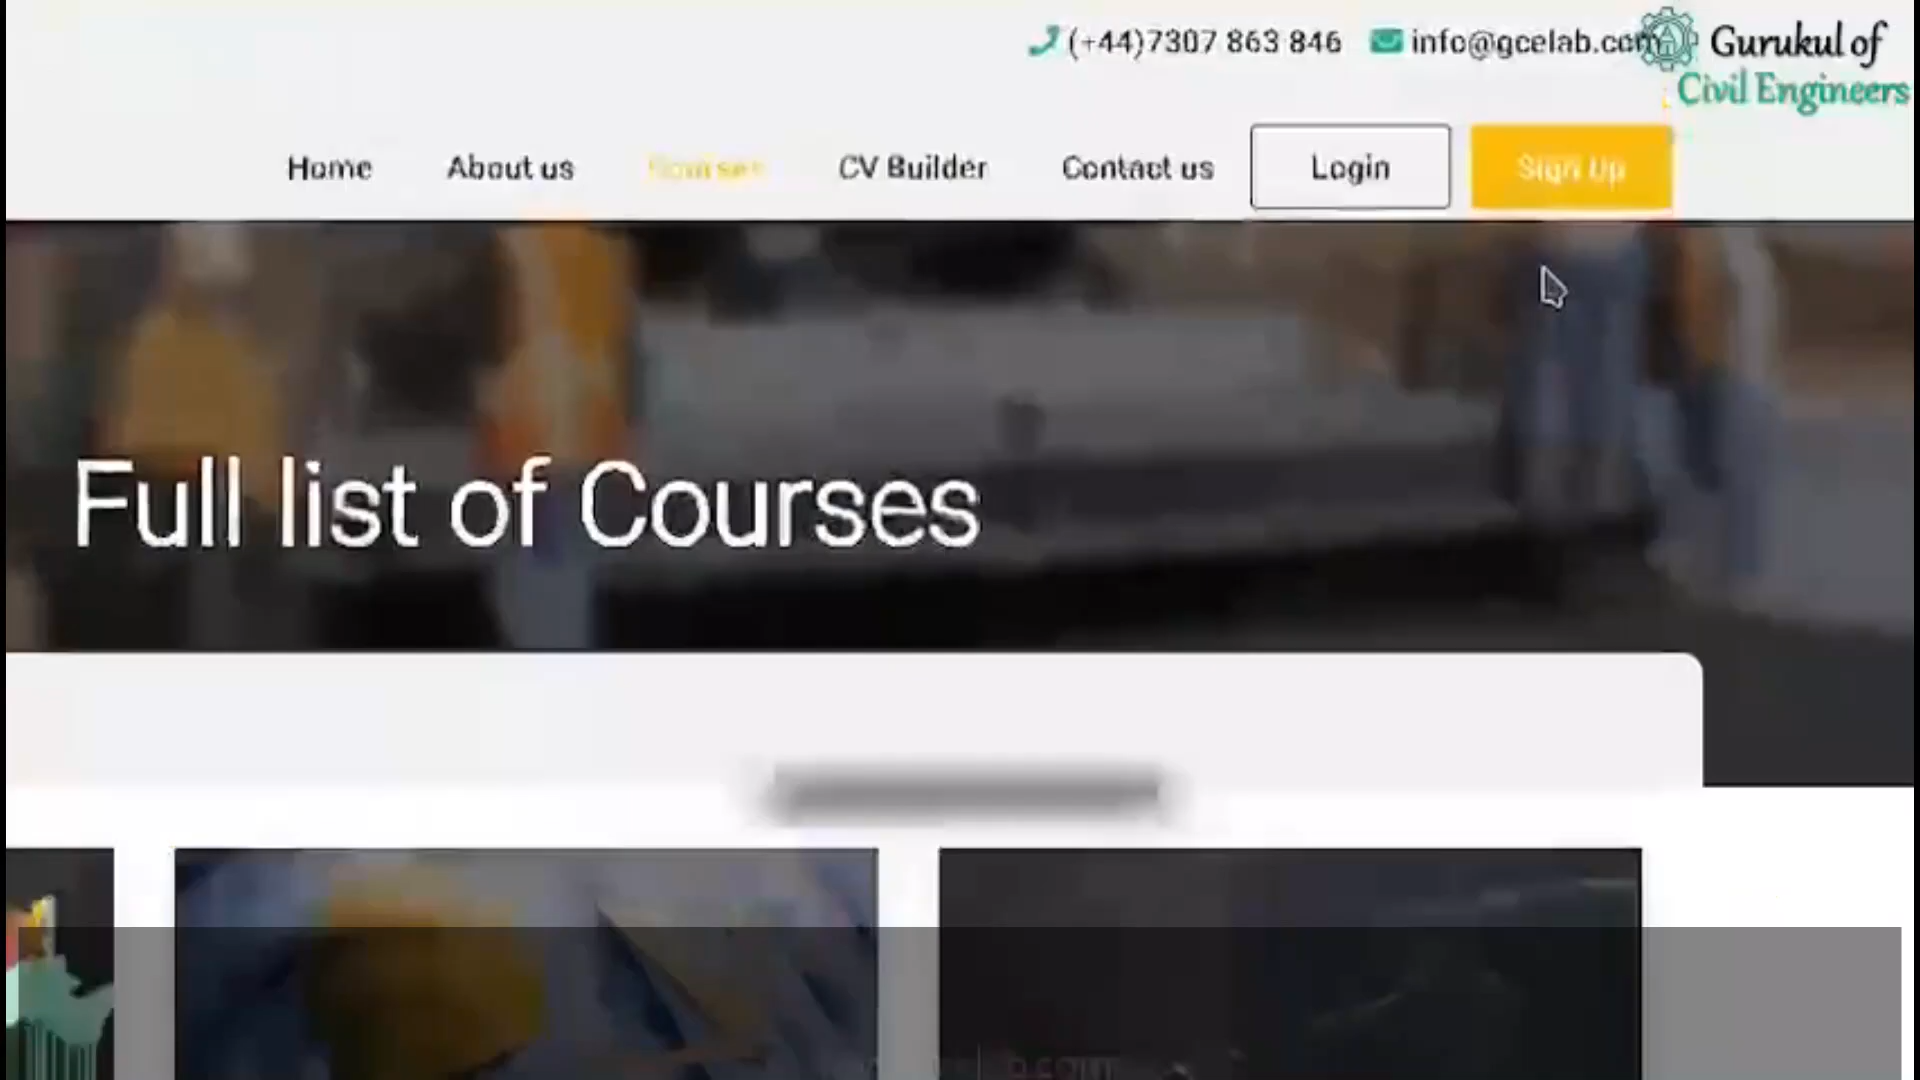 (+44)7307 863 846 info@gcelab.com
Gurukul of
Civil Engineers
Home About us Courses CV Builder Contact us Login Sign Up
Full list of Courses